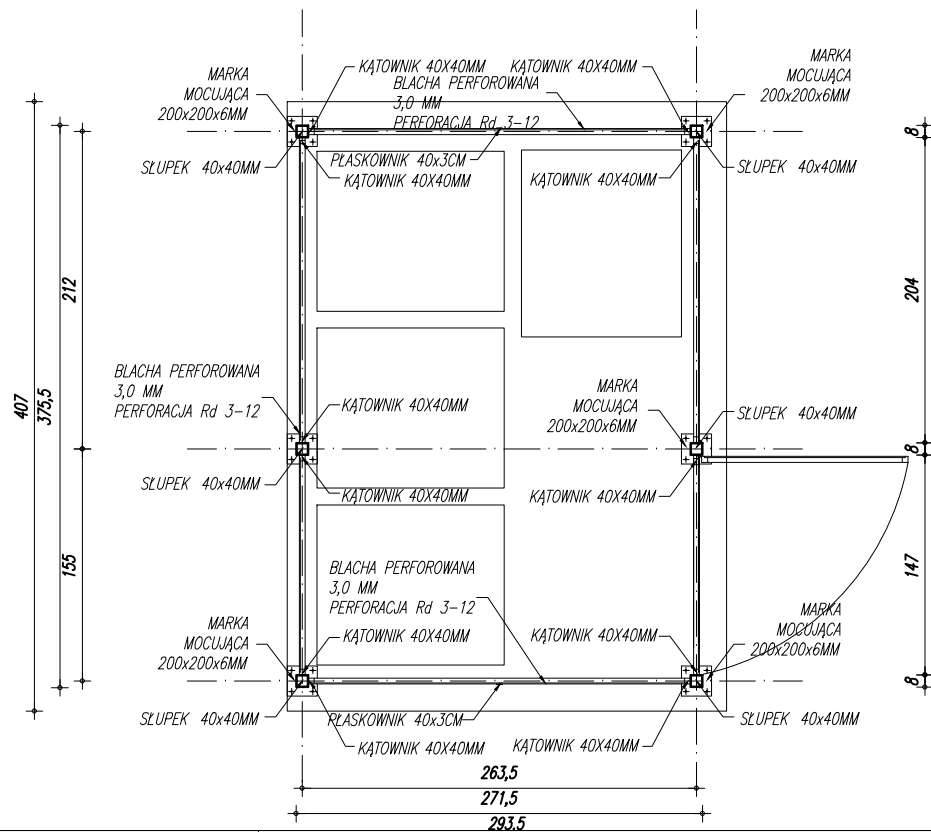 MARKA
MOCUJĄCA
200x200x6MM
KĄTOWNIK 40X40MM
KĄTOWNIK 40X40MM
MARKA
MOCUJĄCA
200x200x6MM
BLACHA PERFOROWANA
3,0 MM
PERFORACJA Rd 3-12
SŁUPEK 40x40MM
PŁASKOWNIK 40x3CM
KĄTOWNIK 40X40MM
KĄTOWNIK 40X40MM
SŁUPEK 40x40MM
8
212
204
407
375,5
BLACHA PERFOROWANA
3,0 MM
PERFORACJA Rd 3-12
KĄTOWNIK 40X40MM
MARKA
MOCUJĄCA
200x200x6MM
SŁUPEK 40x40MM
8
SŁUPEK 40x40MM
KĄTOWNIK 40X40MM
KĄTOWNIK 40X40MM
155
147
BLACHA PERFOROWANA
3,0 MM
PERFORACJA Rd 3-12
MARKA
MOCUJĄCA
200x200x6MM
KĄTOWNIK 40X40MM
KĄTOWNIK 40X40MM
MARKA
MOCUJĄCA
200x200x6MM
8
SŁUPEK 40x40MM
PŁASKOWNIK 40x3CM
SŁUPEK 40x40MM
KĄTOWNIK 40X40MM
KĄTOWNIK 40X40MM
263,5
271,5
293,5